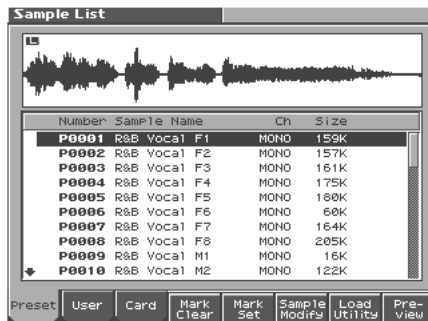 Sample List
L
Number Sample Name Ch Size
P0001 R&B Vocal F1 MONO 159K
P0002 R&B Vocal F2 MONO 157K
P0003 R&B Vocal F3 MONO 161K
P0004 R&B Vocal F4 MONO 175K
P0005 R&B Vocal F5 MONO 180K
P0006 R&B Vocal F6 MONO 60K
P0007 R&B Vocal F7 MONO 164K
P0008 R&B Vocal F8 MONO 205K
P0009 R&B Vocal M1 MONO 16K
P0010 R&B Vocal M2 MONO 122K
Preset User Card Mark Clear Mark Set Sample Modify Load Utility Pre-view